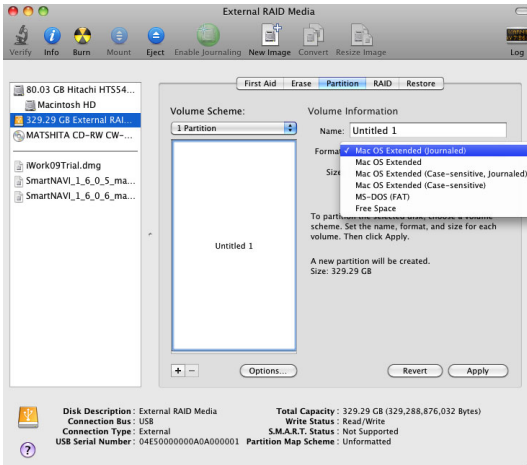 External RAID Media
Verify Info Burn Mount Eject Enable Journaling New Image Convert Resize Image Log
First Aid Erase Partition RAID Restore
80.03 GB Hitachi HTS54...
Macintosh HD
329.29 GB External RAI...
MATSHITA CD-RW CW-...
iWork09Trial.dmg
SmartNAVI_1_6_0_5_ma...
SmartNAVI_1_6_0_6_ma...
Volume Scheme:
1 Partition
Untitled 1
+ −
Options...
Volume Information
Name: Untitled 1
Format
✓ Mac OS Extended (Journaled)
Mac OS Extended
Mac OS Extended (Case-sensitive, Journaled)
Mac OS Extended (Case-sensitive)
MS-DOS (FAT)
Free Space
Size
To partition the selected disk, choose a volume
scheme. Set the name, format, and size for each
volume. Then click Apply.
A new partition will be created.
Size: 329.29 GB
Revert Apply
Disk Description : External RAID Media
Connection Bus : USB
Connection Type : External
USB Serial Number : 04E50000000A0A000001
Total Capacity : 329.29 GB (329,288,876,032 Bytes)
Write Status : Read/Write
S.M.A.R.T. Status : Not Supported
Partition Map Scheme : Unformatted
?